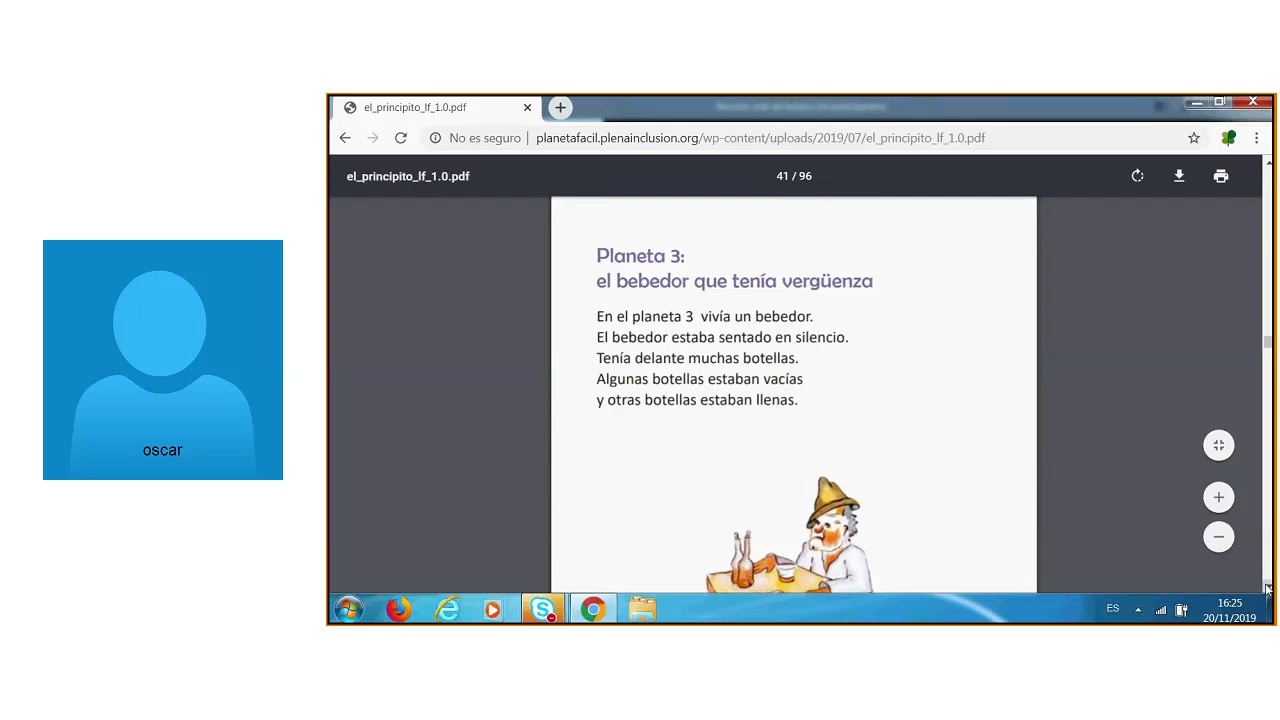 el_principito_lf_1.0.pdf
No es seguro planetafacil.plenainclusion.org/wp-content/uploads/2019/07/el_principito_lf_1.0.pdf
el_principito_lf_1.0.pdf 41 / 96
Planeta 3:
el bebedor que tenía vergüenza
En el planeta 3 vivía un bebedor.
El bebedor estaba sentado en silencio.
Tenía delante muchas botellas.
Algunas botellas estaban vacías
y otras botellas estaban llenas.
oscar
ES
16:25
20/11/2019